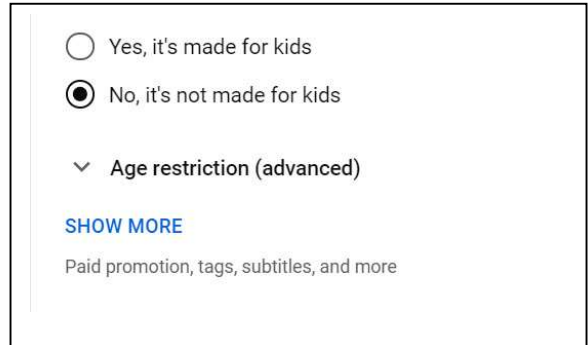 Yes, it's made for kids
No, it's not made for kids
Age restriction (advanced)
SHOW MORE
Paid promotion, tags, subtitles, and more